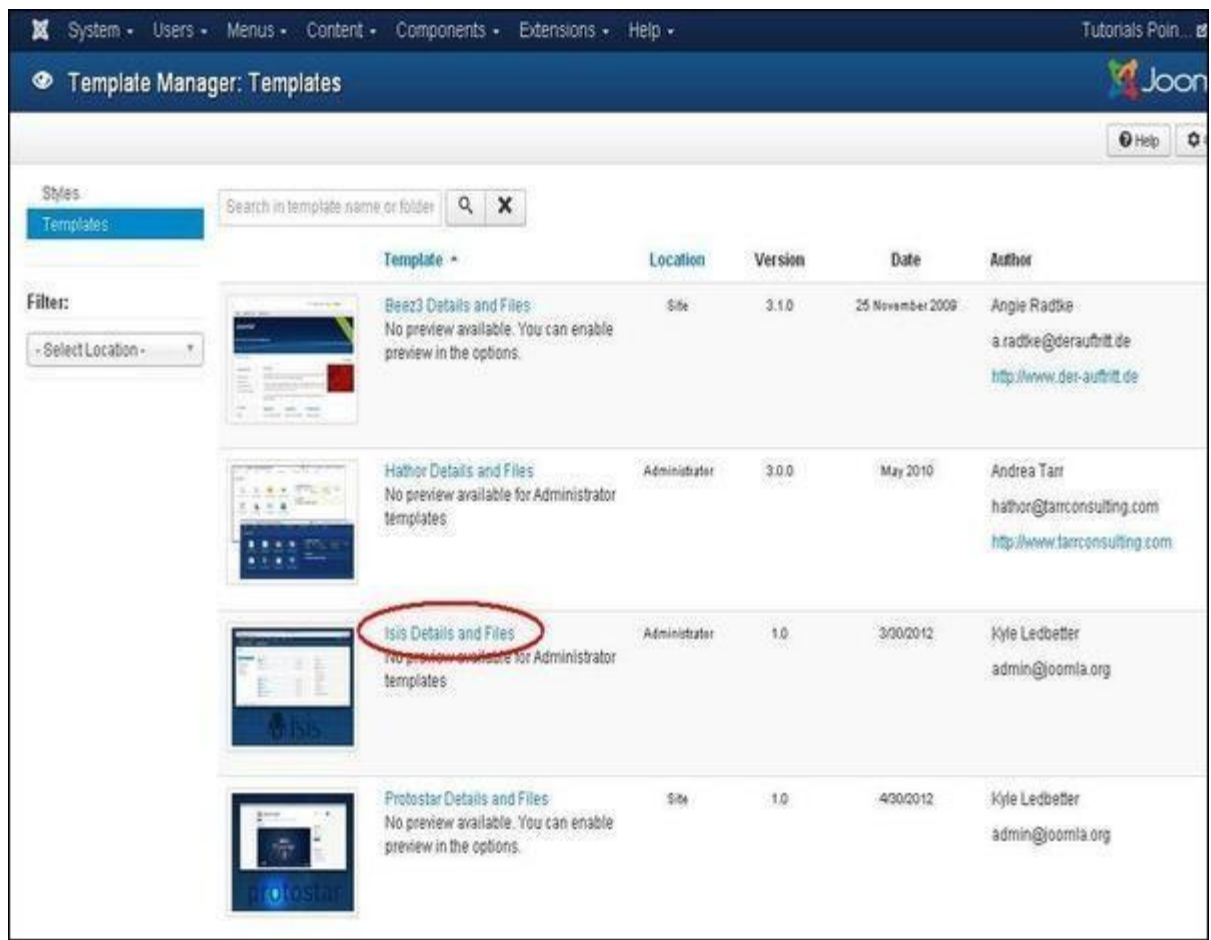 System Users Menus Content Components Extensions Help Tutorials Poin...
Template Manager: Templates
Joom
Help
Styles
Templates
Search in template name or folder
Template Location Version Date Author
Filter:
- Select Location -
Beez3 Details and Files Site 3.1.0 25 November 2009 Angie Radtke
No preview available. You can enable
preview in the options.
a.radtke@derauftritt.de
http://www.der-auftritt.de
Hathor Details and Files Administrator 3.0.0 May 2010 Andrea Tarr
No preview available for Administrator
templates
hathor@tarrconsulting.com
http://www.tarrconsulting.com
Isis Details and Files Administrator 1.0 3/30/2012 Kyle Ledbetter
No preview available for Administrator
templates
admin@joomla.org
isis
Protostar Details and Files Site 1.0 4/30/2012 Kyle Ledbetter
No preview available. You can enable
preview in the options.
admin@joomla.org
protostar